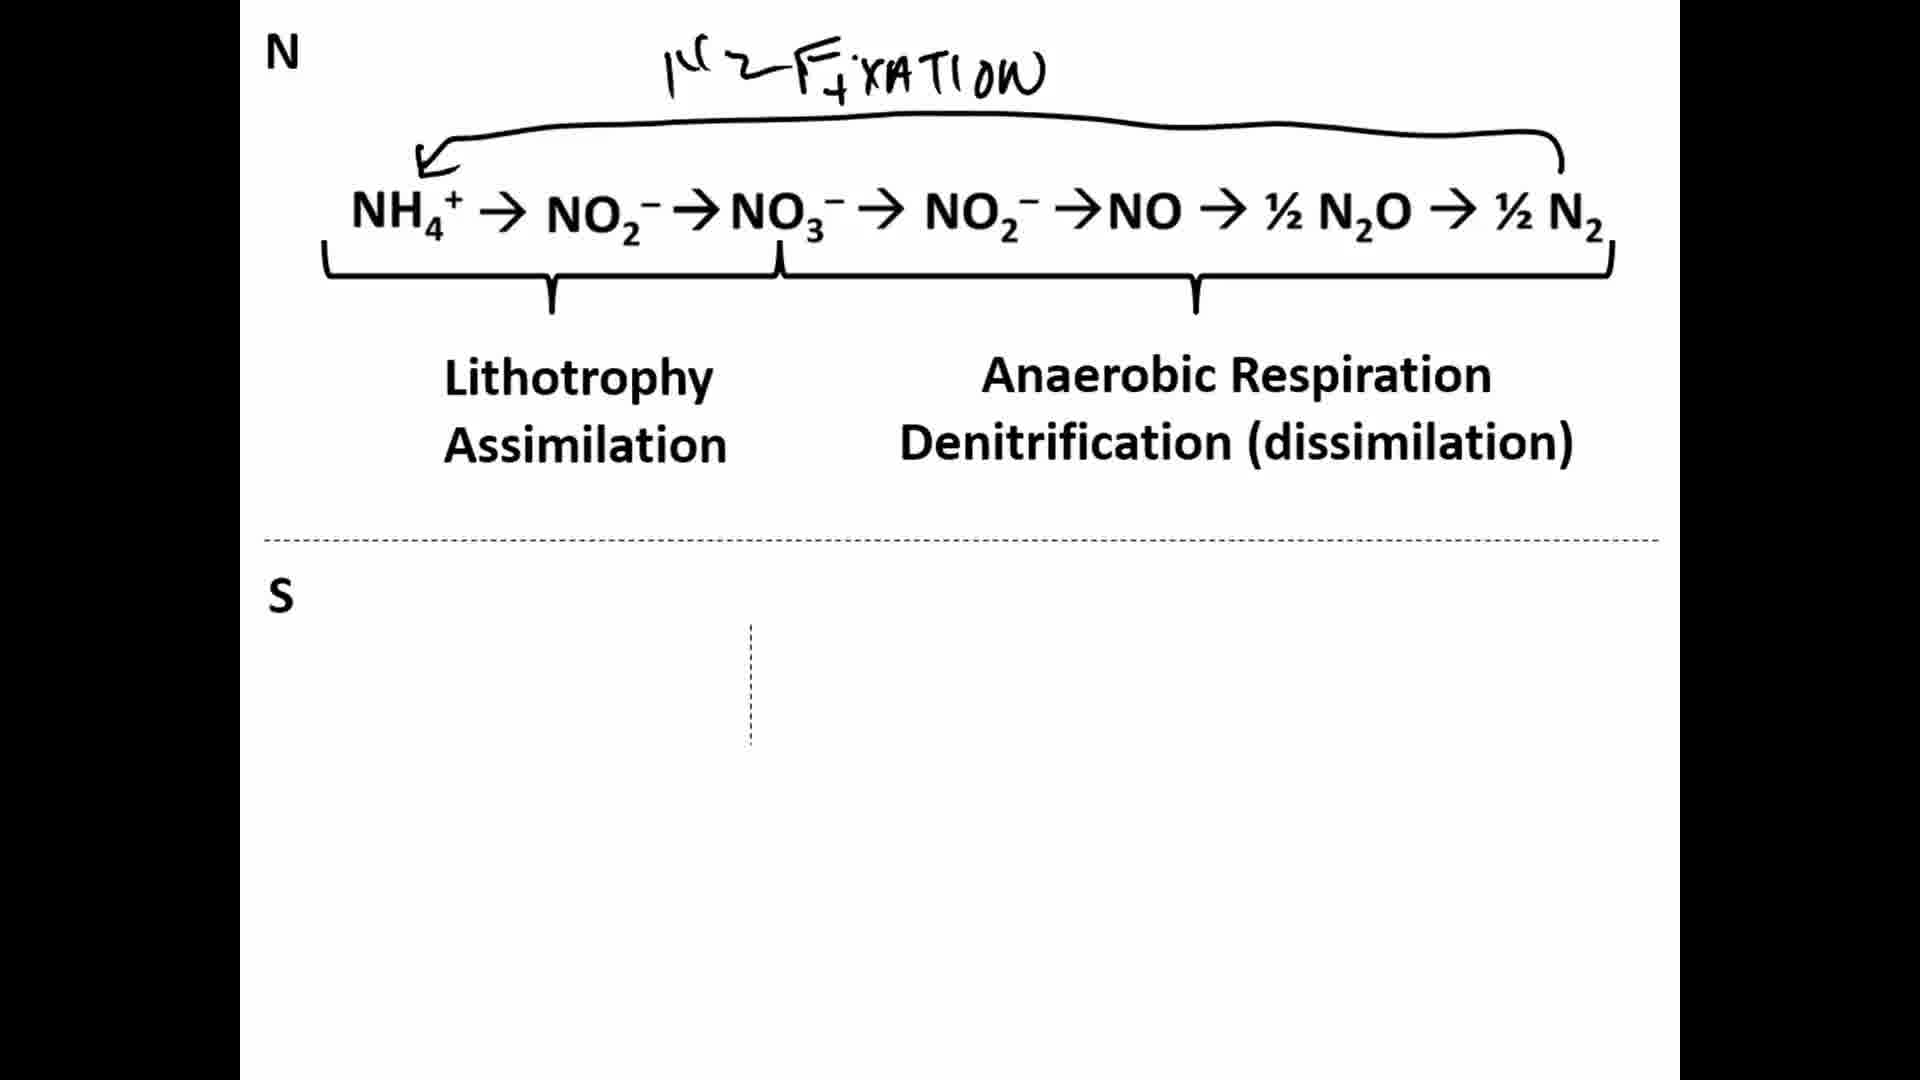 N
N2 FIXATION
NH₄⁺ → NO₂⁻ → NO₃⁻ → NO₂⁻ → NO → ½ N₂O → ½ N₂
Lithotrophy
Assimilation
Anaerobic Respiration
Denitrification (dissimilation)
S